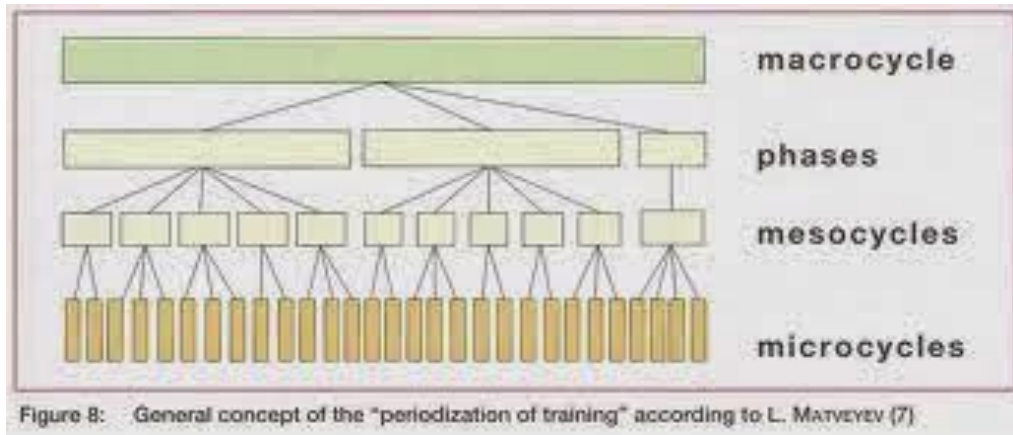 macrocycle
phases
mesocycles
microcycles
Figure 8: General concept of the "periodization of training" according to L. MATVEYEV (7)